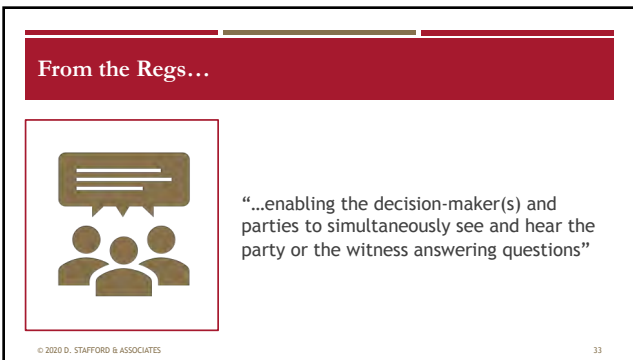 From the Regs…
“…enabling the decision-maker(s) and
parties to simultaneously see and hear the
party or the witness answering questions”
© 2020 D. STAFFORD & ASSOCIATES
33